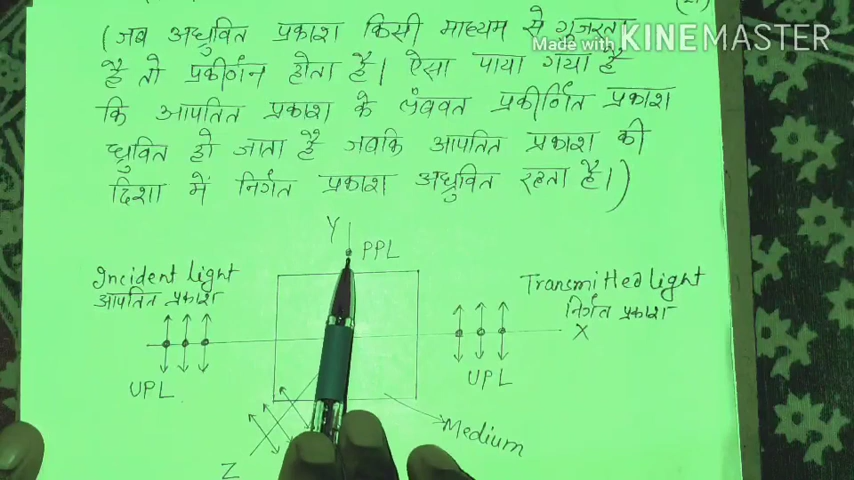 (21)
(जब अध्रुवित प्रकाश किसी माध्यम से गुजरता
Made with KINEMASTER
है तो प्रकीर्णन होता है। ऐसा पाया गया है
कि आपतित प्रकाश के लंबवत प्रकीर्णित प्रकाश
ध्रुवित हो जाता है जबकि आपतित प्रकाश की
दिशा में निर्गत प्रकाश अध्रुवित रहता है।)
Y
PPL
Incident light
आपतित प्रकाश
Transmitted light
निर्गत प्रकाश
X
UPL
UPL
Medium
Z